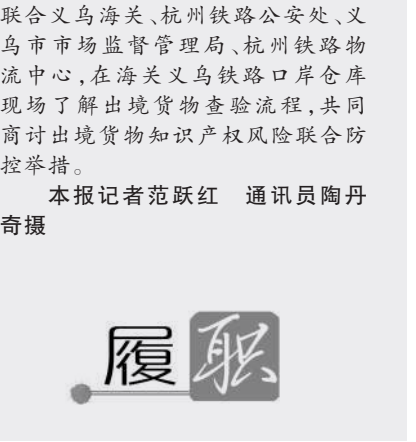 联合义乌海关、杭州铁路公安处、义
乌市市场监督管理局、杭州铁路物
流中心，在海关义乌铁路口岸仓库
现场了解出境货物查验流程，共同
商讨出境货物知识产权风险联合防
控举措。
本报记者范跃红　通讯员陶丹
奇摄
履职